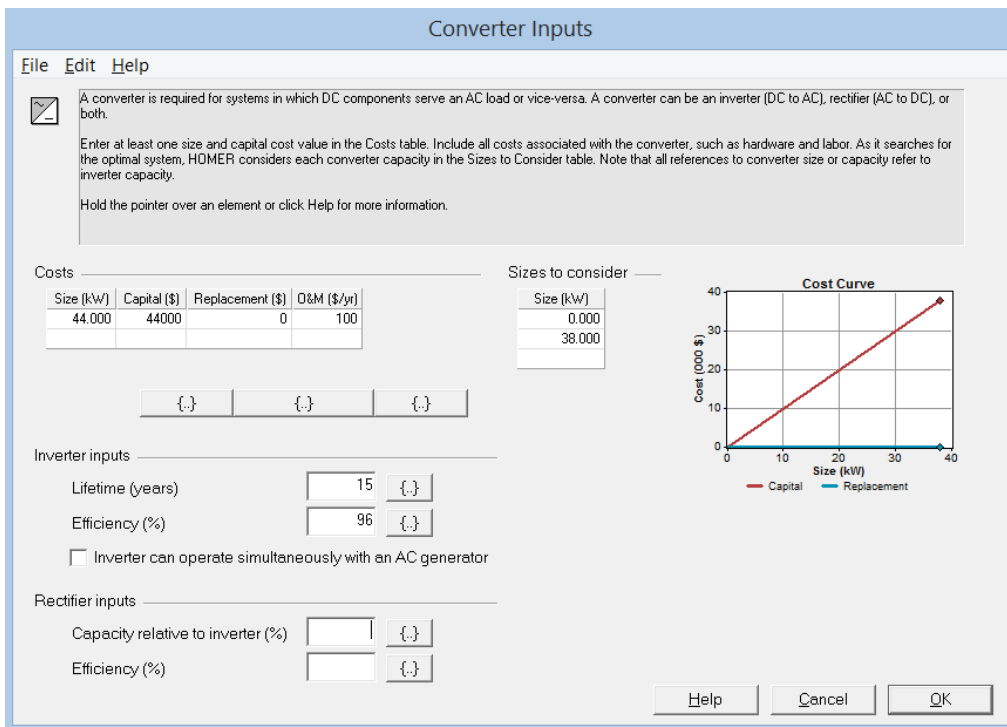 Converter Inputs
File Edit Help
A converter is required for systems in which DC components serve an AC load or vice-versa. A converter can be an inverter (DC to AC), rectifier (AC to DC), or
both.
Enter at least one size and capital cost value in the Costs table. Include all costs associated with the converter, such as hardware and labor. As it searches for
the optimal system, HOMER considers each converter capacity in the Sizes to Consider table. Note that all references to converter size or capacity refer to
inverter capacity.
Hold the pointer over an element or click Help for more information.
Costs
Size (kW) Capital ($) Replacement ($) O&M ($/yr)
44.000 44000 0 100
{..} {..} {..}
Sizes to consider
Size (kW)
0.000
38.000
Cost Curve
Cost (000 $)
40
30
20
10
0
0 10 20 30 40
Size (kW)
Capital Replacement
Inverter inputs
Lifetime (years) 15 {..}
Efficiency (%) 96 {..}
Inverter can operate simultaneously with an AC generator
Rectifier inputs
Capacity relative to inverter (%) {..}
Efficiency (%) {..}
Help Cancel OK